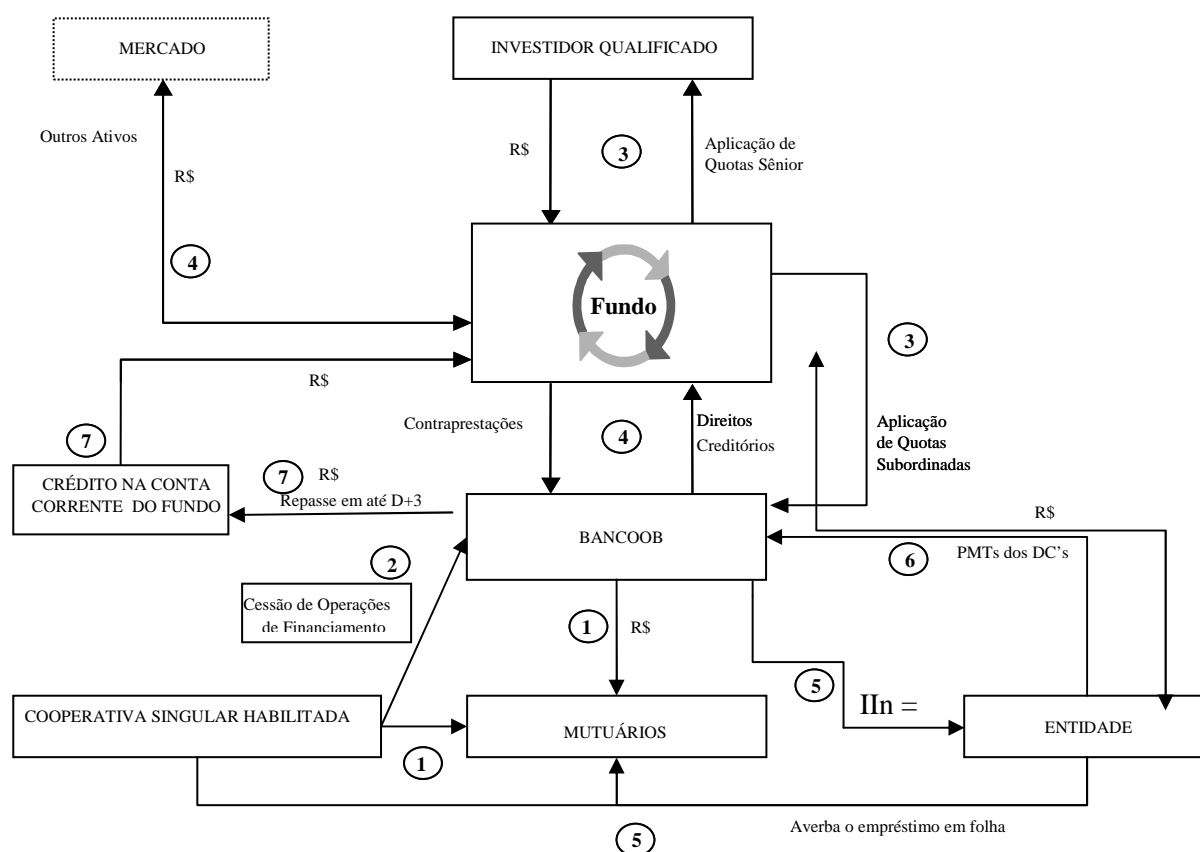 MERCADO
INVESTIDOR QUALIFICADO
Outros Ativos
R$
R$
3
Aplicação de
Quotas Sênior
4
Fundo
3
R$
Contraprestações
4
Direitos
Creditórios
Aplicação
de Quotas
Subordinadas
7
CRÉDITO NA CONTA
CORRENTE DO FUNDO
7
R$
Repasse em até D+3
BANCOOB
R$
6
PMTs dos DC's
2
Cessão de Operações
de Financiamento
1
R$
5
IIn =
COOPERATIVA SINGULAR HABILITADA
MUTUÁRIOS
ENTIDADE
1
5
Averba o empréstimo em folha